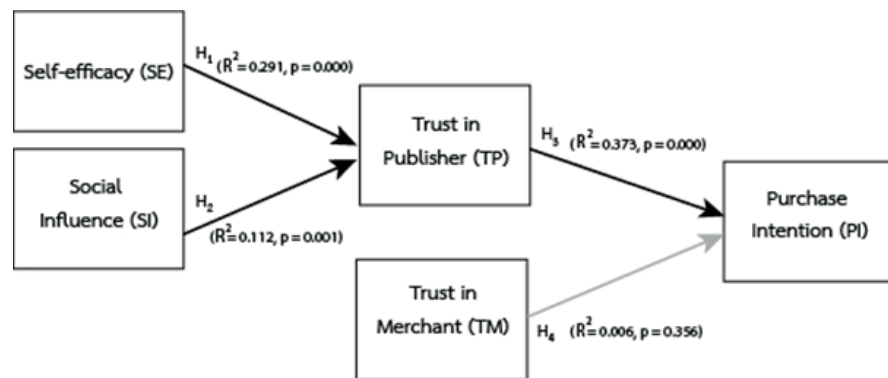 Self-efficacy (SE)
H₁ (R²=0.291, p=0.000)
Social
Influence (SI)
H₂
(R²=0.112, p=0.001)
Trust in
Publisher (TP)
H₃ (R²=0.373, p=0.000)
Trust in
Merchant (TM)
H₄ (R²=0.006, p=0.356)
Purchase
Intention (PI)